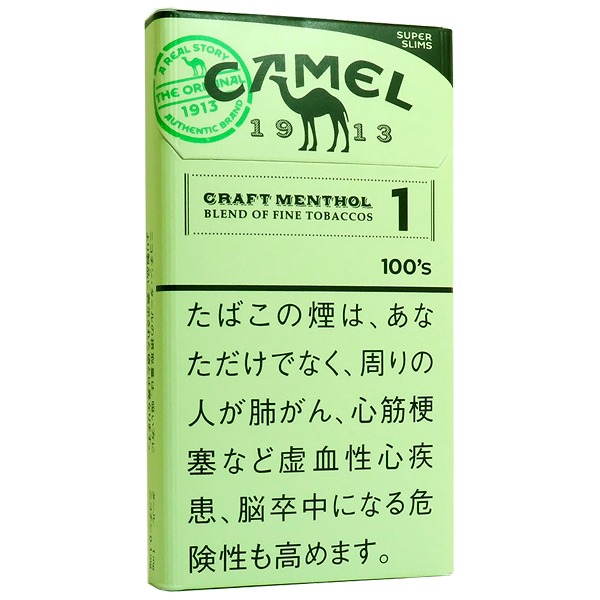 SUPER
SLIMS
A REAL STORY
THE ORIGINAL
1913
AUTHENTIC BRAND
CAMEL
19 13
CRAFT MENTHOL
BLEND OF FINE TOBACCOS
1
100's
たばこの煙は、あな
ただけでなく、周りの
人が肺がん、心筋梗
塞など虚血性心疾
患、脳卒中になる危
険性も高めます。